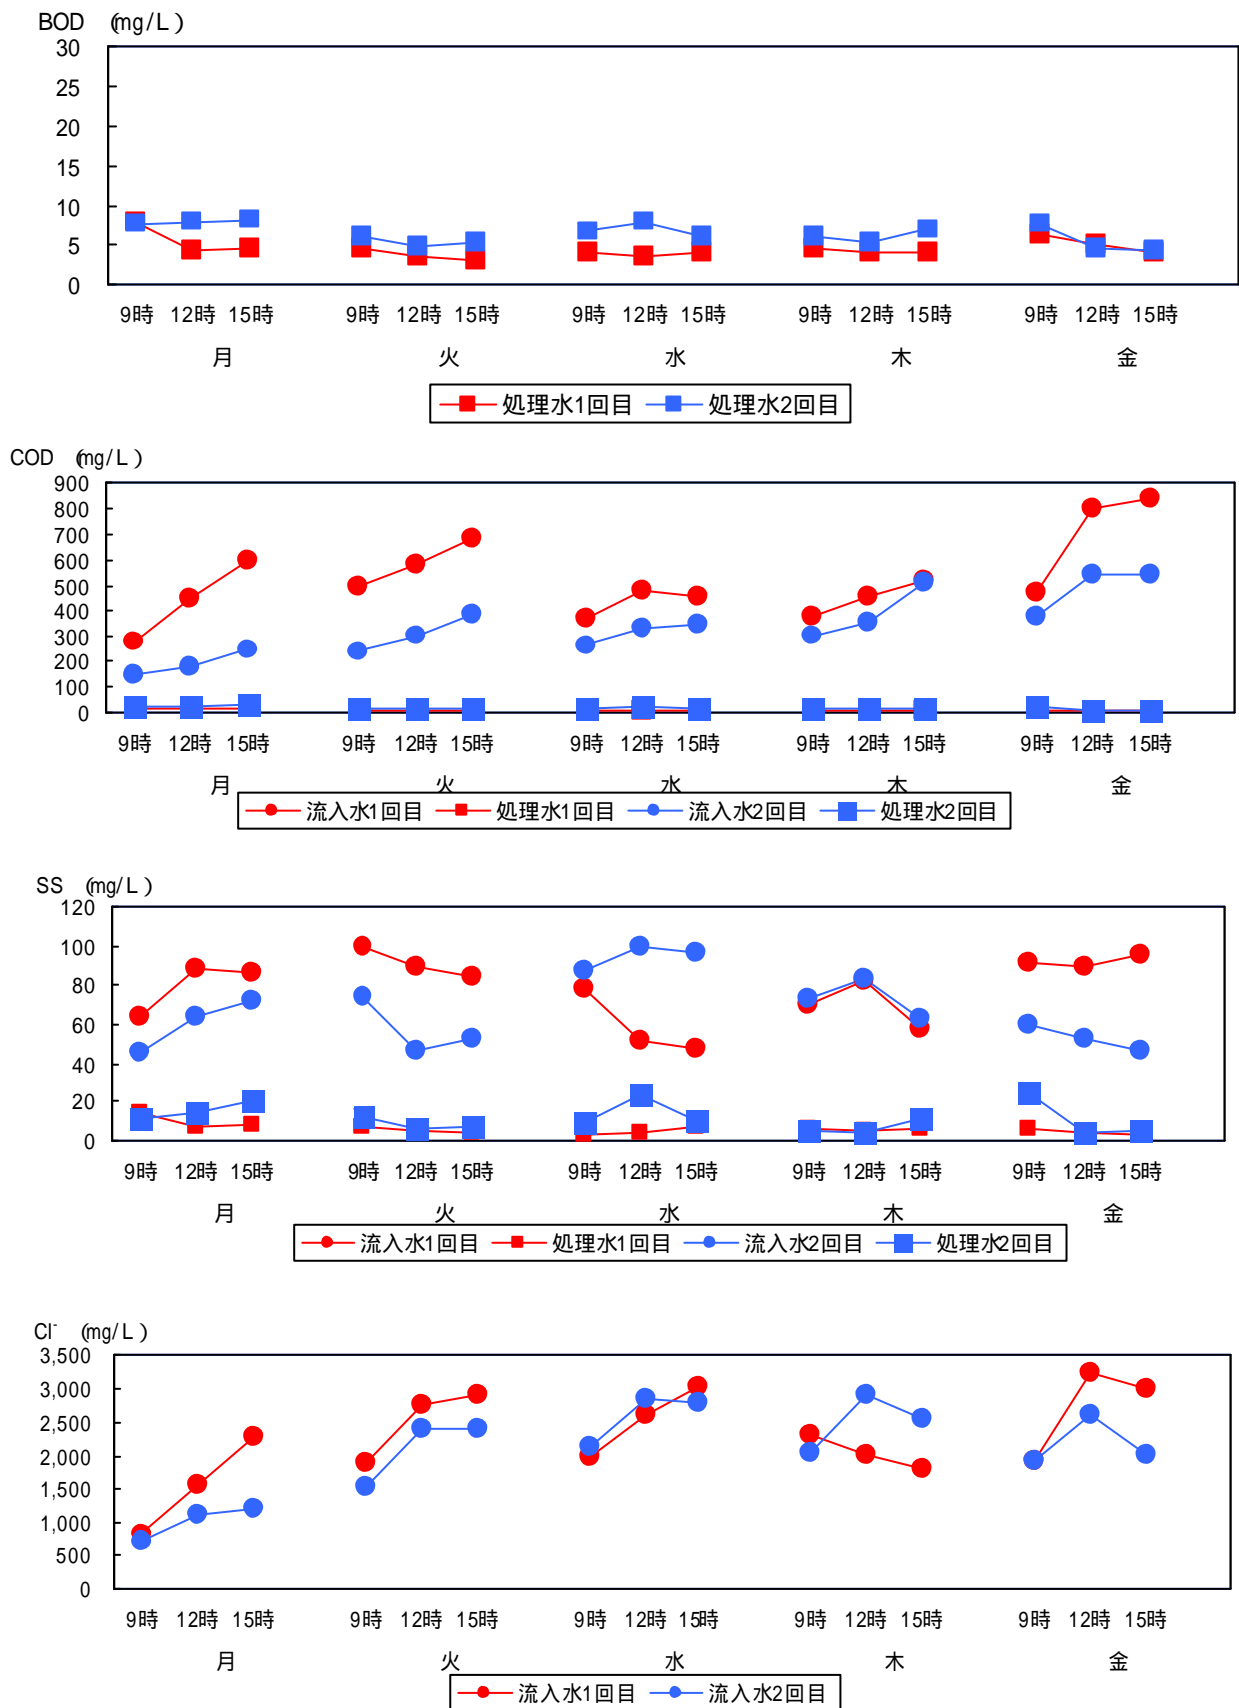 BOD (mg/L)
30
25
20
15
10
5
0
9時 12時 15時 9時 12時 15時 9時 12時 15時 9時 12時 15時 9時 12時 15時
月 火 水 木 金
処理水1回目 処理水2回目
COD (mg/L)
900
800
700
600
500
400
300
200
100
0
9時 12時 15時 9時 12時 15時 9時 12時 15時 9時 12時 15時 9時 12時 15時
月 火 水 木 金
流入水1回目 処理水1回目 流入水2回目 処理水2回目
SS (mg/L)
120
100
80
60
40
20
0
9時 12時 15時 9時 12時 15時 9時 12時 15時 9時 12時 15時 9時 12時 15時
月 火 水 木 金
流入水1回目 処理水1回目 流入水2回目 処理水2回目
Cl⁻ (mg/L)
3,500
3,000
2,500
2,000
1,500
1,000
500
0
9時 12時 15時 9時 12時 15時 9時 12時 15時 9時 12時 15時 9時 12時 15時
月 火 水 木 金
流入水1回目 流入水2回目